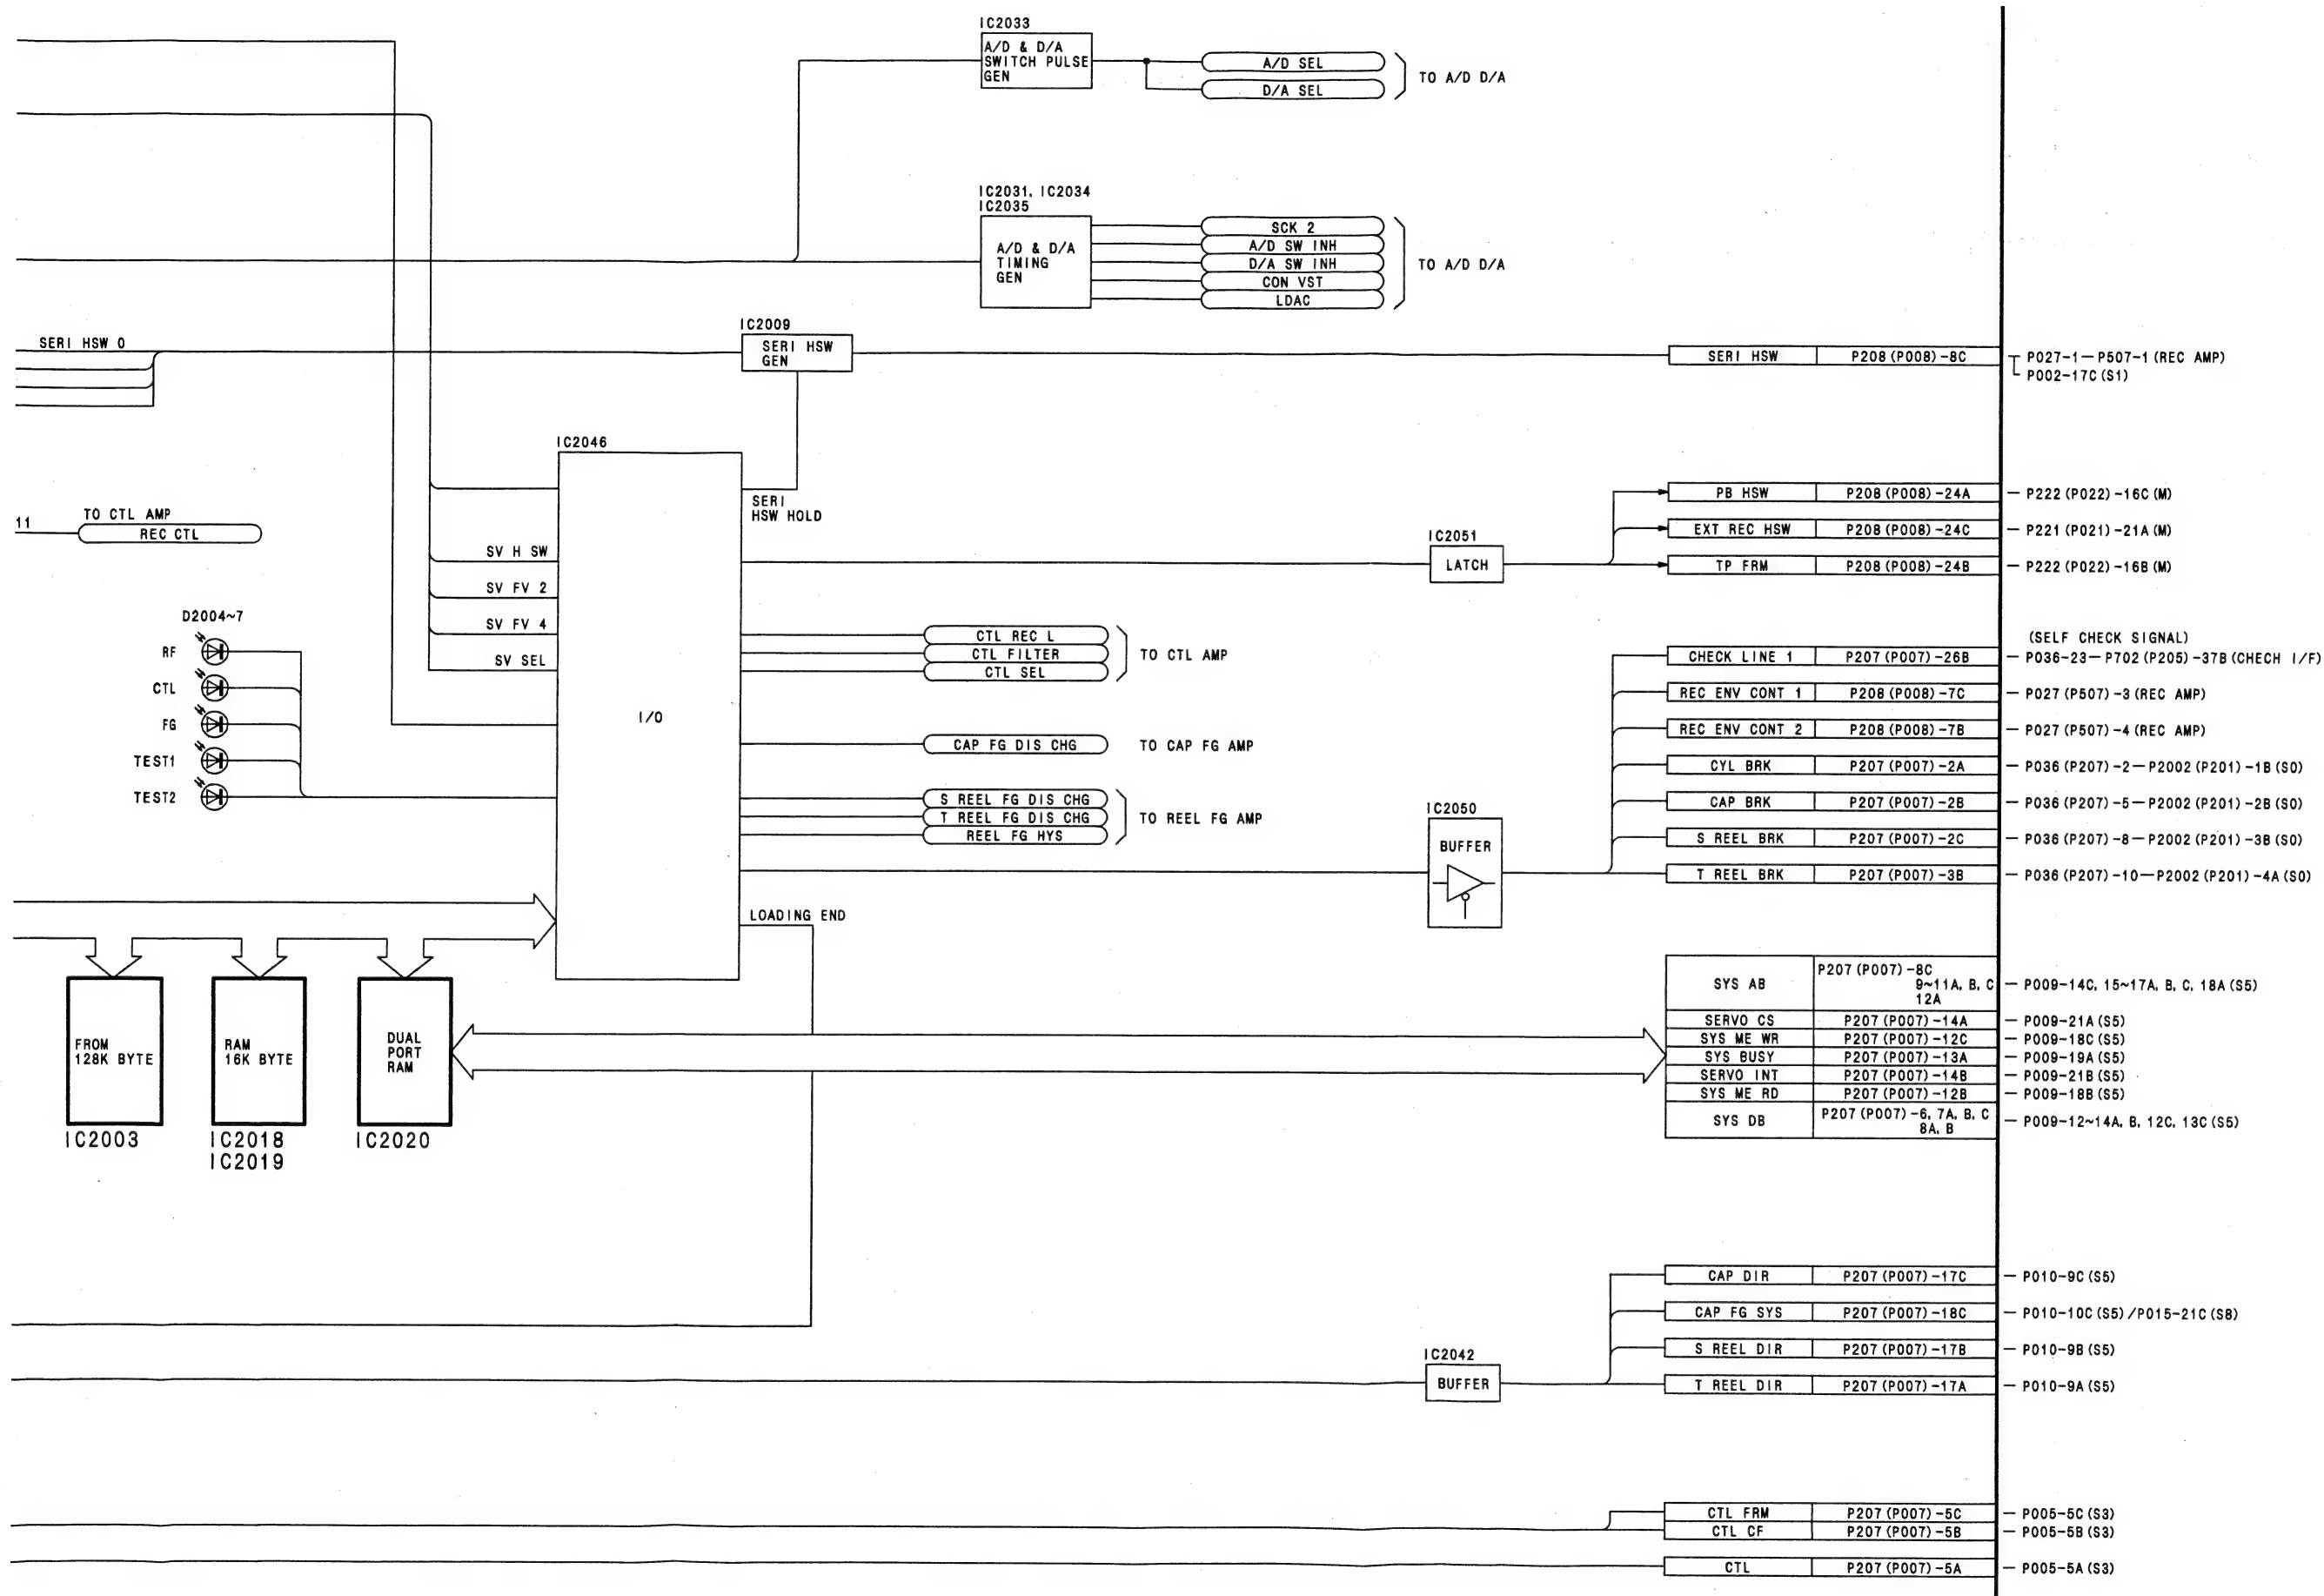 IC2033
A/D & D/A
SWITCH PULSE
GEN
A/D SEL
D/A SEL
TO A/D D/A
IC2031, IC2034
IC2035
A/D & D/A
TIMING
GEN
SCK 2
A/D SW INH
D/A SW INH
CON VST
LDAC
TO A/D D/A
SERI HSW 0
IC2009
SERI HSW
GEN
SERI HSW P208(P008)-8C P027-1-P507-1(REC AMP)
P002-17C(S1)
IC2046
I/O
SERI
HSW HOLD
11
TO CTL AMP
REC CTL
SV H SW
SV FV 2
SV FV 4
SV SEL
IC2051
LATCH
PB HSW P208(P008)-24A P222(P022)-16C(M)
EXT REC HSW P208(P008)-24C P221(P021)-21A(M)
TP FRM P208(P008)-24B P222(P022)-16B(M)
D2004~7
RF
CTL
FG
TEST1
TEST2
CTL REC L
CTL FILTER
CTL SEL
TO CTL AMP
CAP FG DIS CHG
TO CAP FG AMP
S REEL FG DIS CHG
T REEL FG DIS CHG
REEL FG HYS
TO REEL FG AMP
IC2050
BUFFER
(SELF CHECK SIGNAL)
CHECK LINE 1 P207(P007)-26B P036-23-P702(P205)-37B(CHECH I/F)
REC ENV CONT 1 P208(P008)-7C P027(P507)-3(REC AMP)
REC ENV CONT 2 P208(P008)-7B P027(P507)-4(REC AMP)
CYL BRK P207(P007)-2A P036(P207)-2-P2002(P201)-1B(S0)
CAP BRK P207(P007)-2B P036(P207)-5-P2002(P201)-2B(S0)
S REEL BRK P207(P007)-2C P036(P207)-8-P2002(P201)-3B(S0)
T REEL BRK P207(P007)-3B P036(P207)-10-P2002(P201)-4A(S0)
LOADING END
FROM
128K BYTE
IC2003
RAM
16K BYTE
IC2018
IC2019
DUAL
PORT
RAM
IC2020
P207(P007)-8C
SYS AB 9~11A, B, C P009-14C, 15~17A, B, C, 18A(S5)
12A
SERVO CS P207(P007)-14A P009-21A(S5)
SYS ME WR P207(P007)-12C P009-18C(S5)
SYS BUSY P207(P007)-13A P009-19A(S5)
SERVO INT P207(P007)-14B P009-21B(S5)
SYS ME RD P207(P007)-12B P009-18B(S5)
SYS DB P207(P007)-6, 7A, B, C P009-12~14A, B, 12C, 13C(S5)
8A, B
IC2042
BUFFER
CAP DIR P207(P007)-17C P010-9C(S5)
CAP FG SYS P207(P007)-18C P010-10C(S5)/P015-21C(S8)
S REEL DIR P207(P007)-17B P010-9B(S5)
T REEL DIR P207(P007)-17A P010-9A(S5)
CTL FRM P207(P007)-5C P005-5C(S3)
CTL CF P207(P007)-5B P005-5B(S3)
CTL P207(P007)-5A P005-5A(S3)